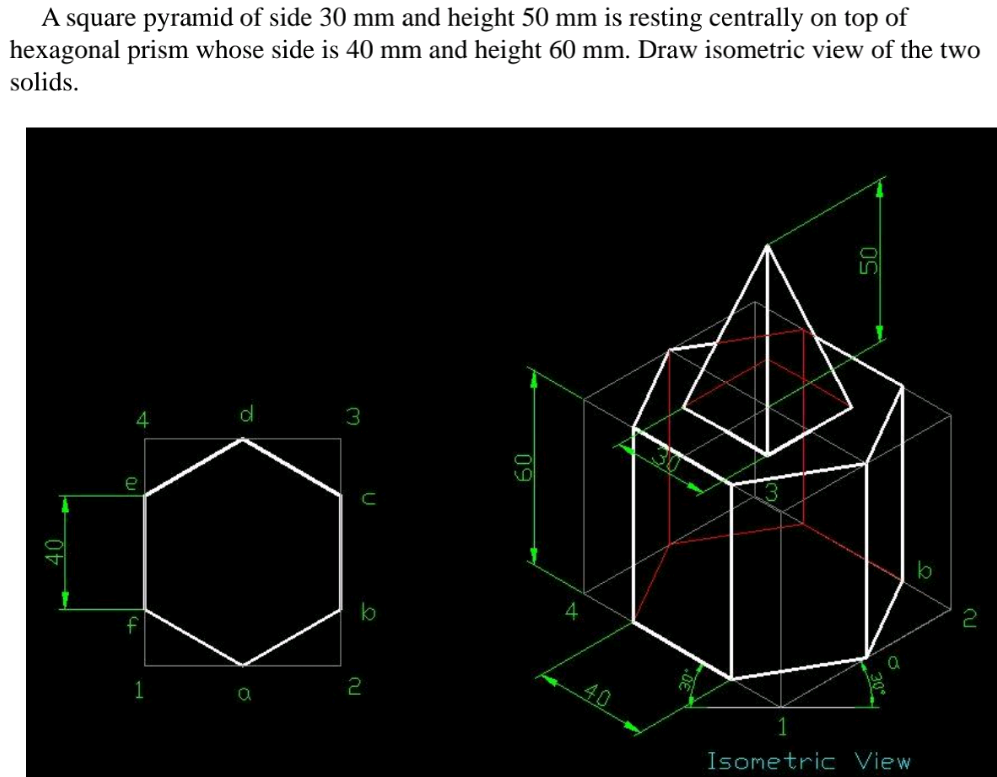 A square pyramid of side 30 mm and height 50 mm is resting centrally on top of
hexagonal prism whose side is 40 mm and height 60 mm. Draw isometric view of the two
solids.
50
4 d 3
e c
40
f b
1 a 2
60
30
3
4
b
2
a
40
30°
30°
1
Isometric View